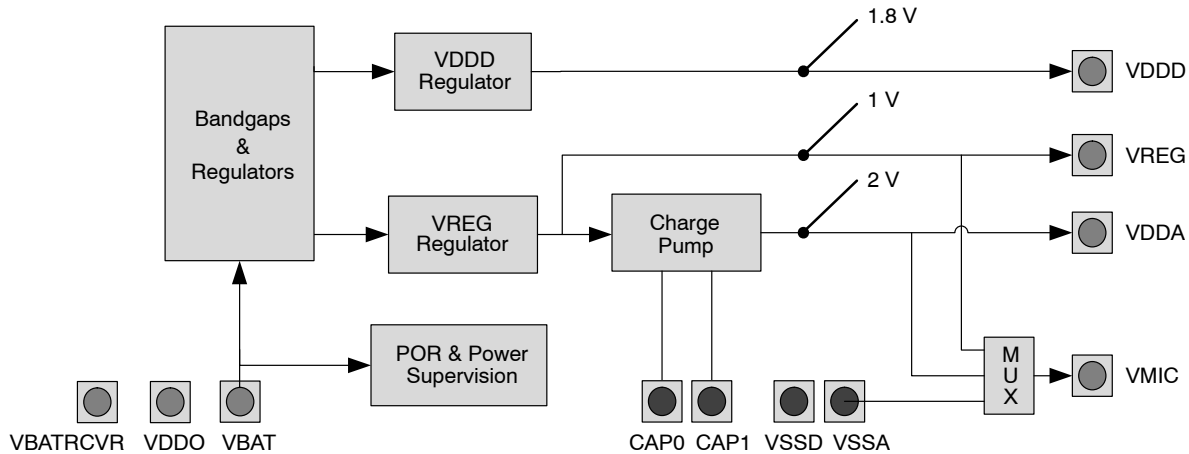 1.8 V
VDDD
Regulator
VDDD
Bandgaps
&
Regulators
1 V
VREG
2 V
VREG
Regulator
Charge
Pump
VDDA
POR & Power
Supervision
M
U
X
VMIC
VBATRCVR
VDDO
VBAT
CAP0
CAP1
VSSD
VSSA